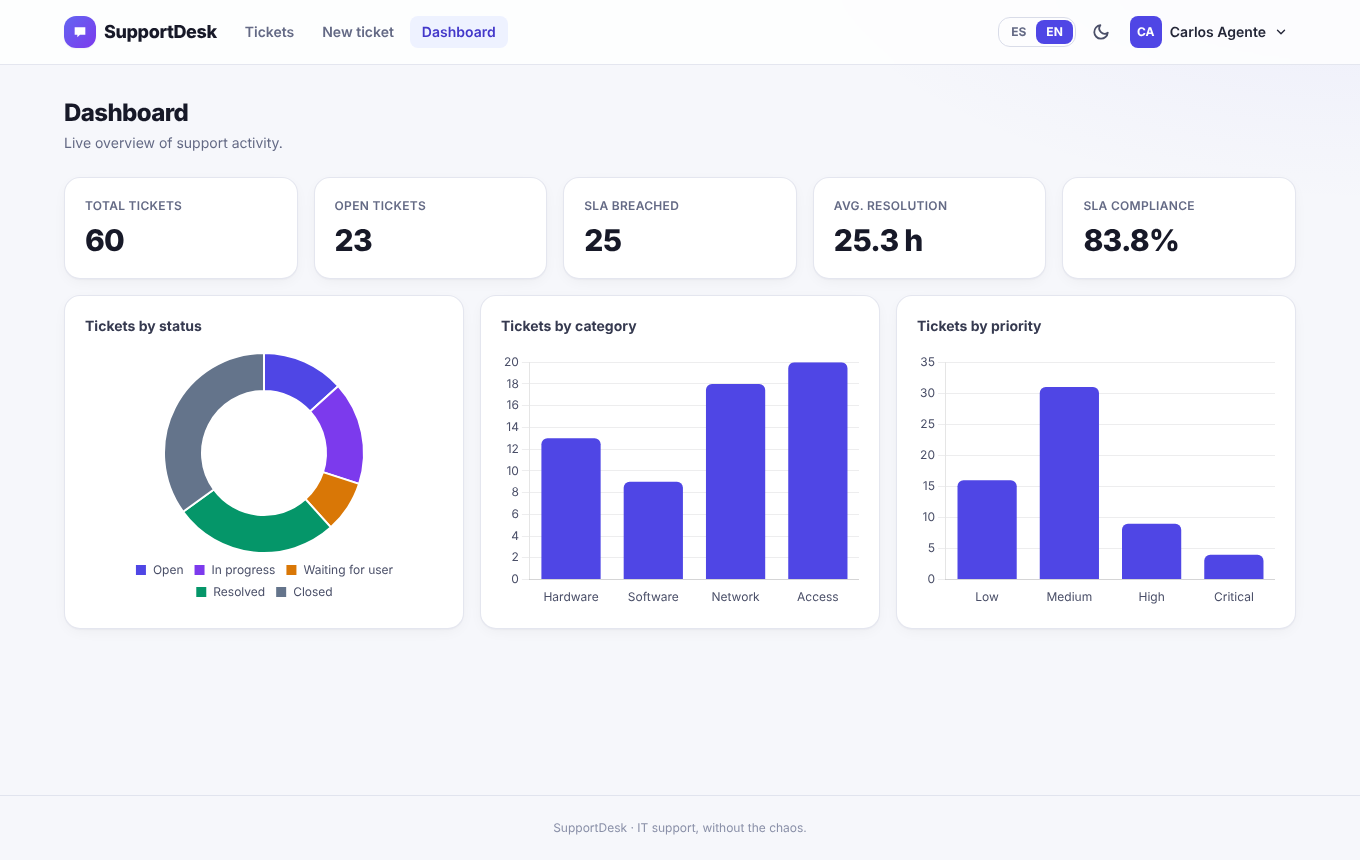 SupportDesk Tickets New ticket Dashboard ES EN CA Carlos Agente
Dashboard
Live overview of support activity.
TOTAL TICKETS
60
OPEN TICKETS
23
SLA BREACHED
25
AVG. RESOLUTION
25.3 h
SLA COMPLIANCE
83.8%
Tickets by status
Open In progress Waiting for user
Resolved Closed
Tickets by category
20
18
16
14
12
10
8
6
4
2
0
Hardware Software Network Access
Tickets by priority
35
30
25
20
15
10
5
0
Low Medium High Critical
SupportDesk · IT support, without the chaos.